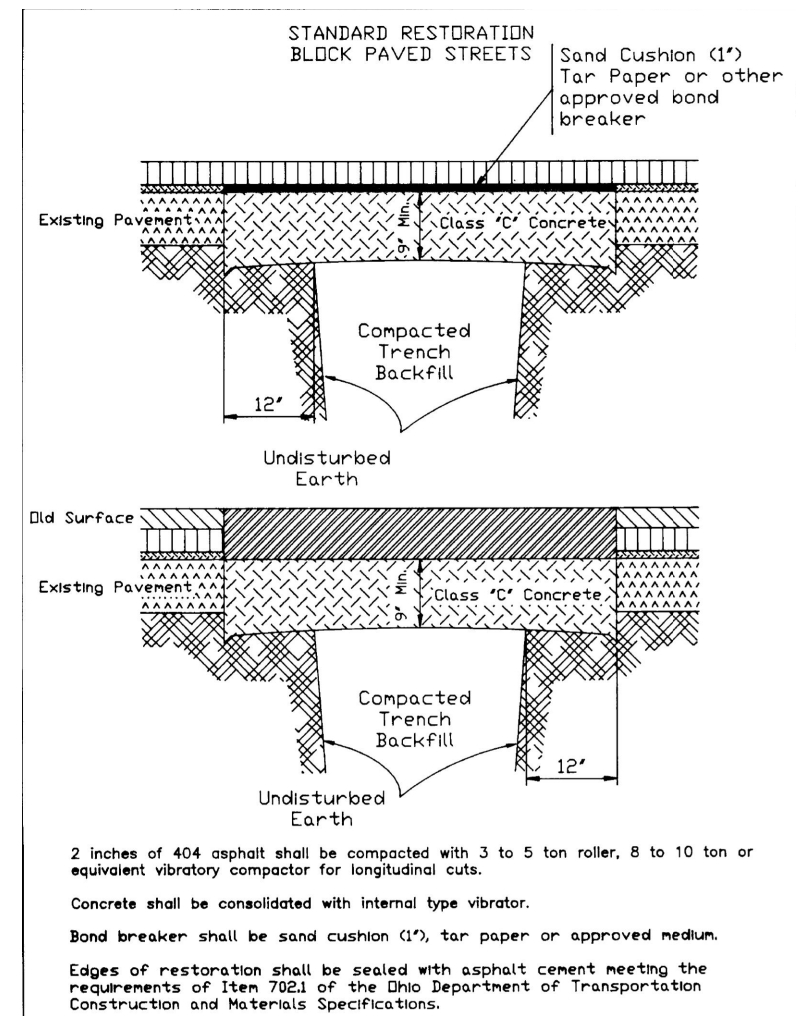 STANDARD RESTORATION
BLOCK PAVED STREETS
Sand Cushion (1")
Tar Paper or other
approved bond
breaker
Existing Pavement
9" Min.
Class "C" Concrete
Compacted
Trench
Backfill
12"
Undisturbed
Earth
Old Surface
Existing Pavement
9" Min.
Class "C" Concrete
Compacted
Trench
Backfill
12"
Undisturbed
Earth
2 inches of 404 asphalt shall be compacted with 3 to 5 ton roller, 8 to 10 ton or
equivalent vibratory compactor for longitudinal cuts.
Concrete shall be consolidated with internal type vibrator.
Bond breaker shall be sand cushion (1"), tar paper or approved medium.
Edges of restoration shall be sealed with asphalt cement meeting the
requirements of Item 702.1 of the Ohio Department of Transportation
Construction and Materials Specifications.